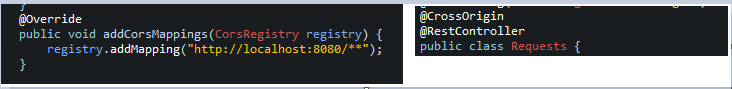 }
@Override
public void addCorsMappings(CorsRegistry registry) {
registry.addMapping("http://localhost:8080/**");
}
@CrossOrigin
@RestController
public class Requests {